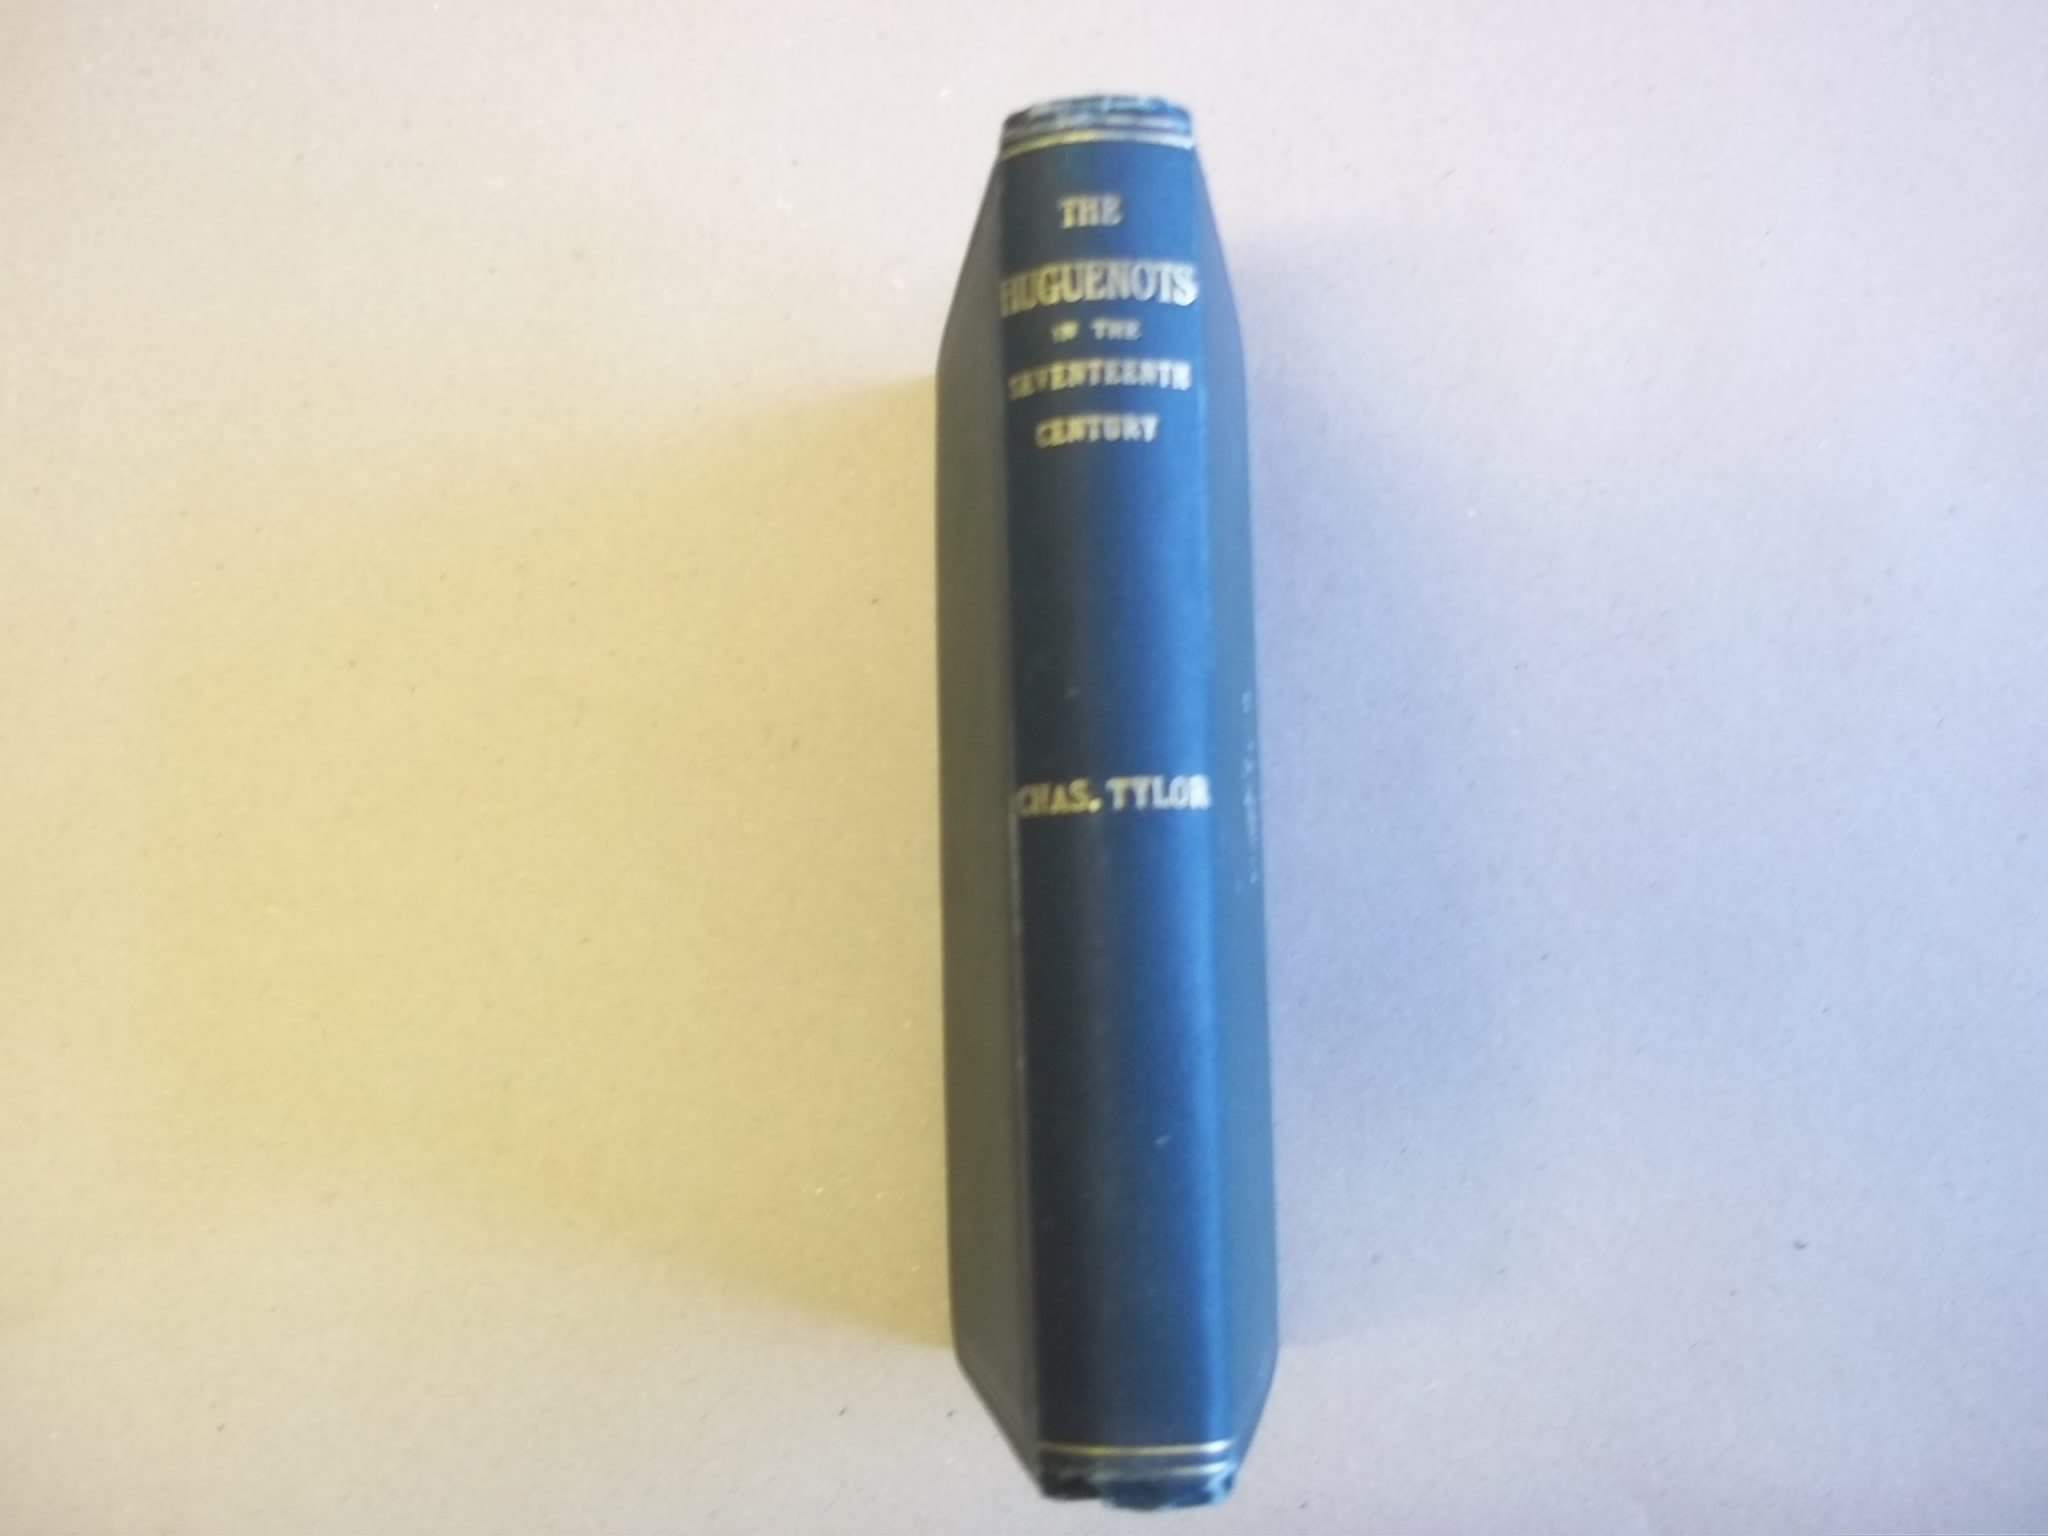 THE
HUGUENOTS
IN THE
SEVENTEENTH
CENTURY
CHAS. TYLOR